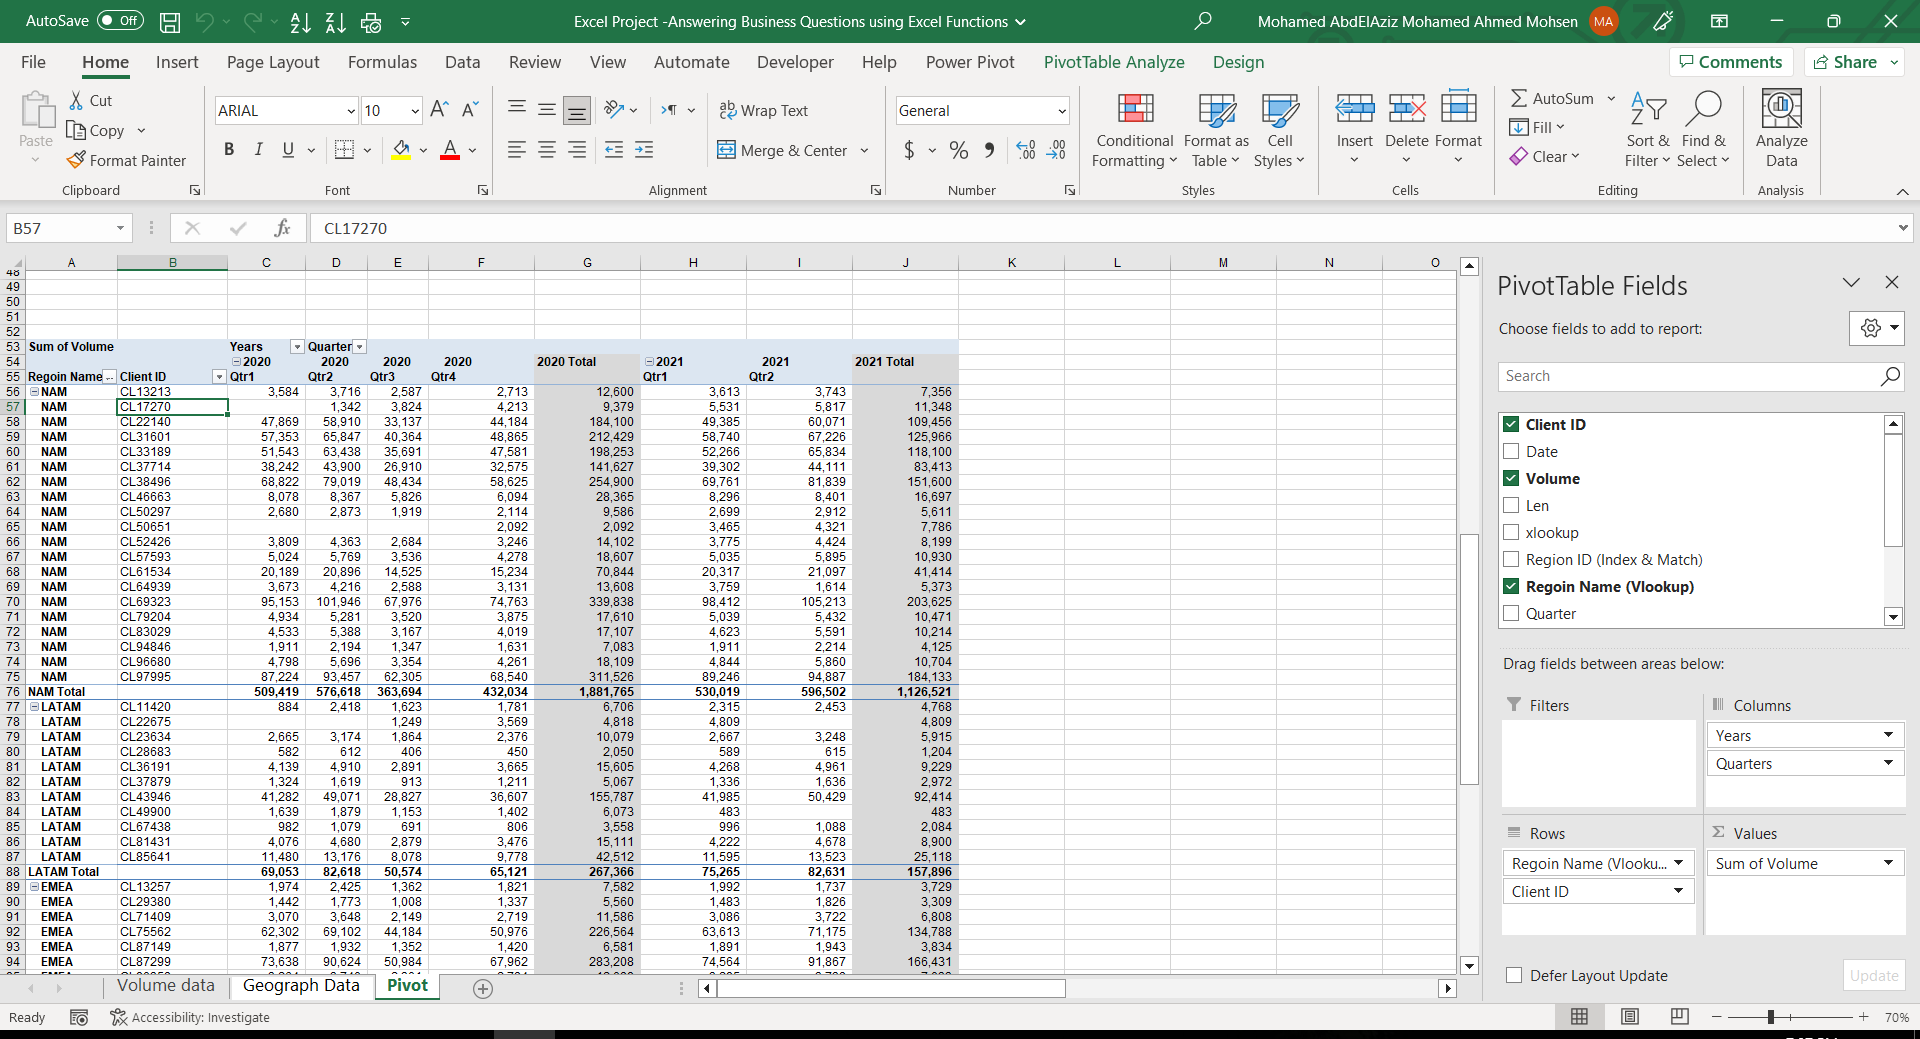 AutoSave Off Excel Project -Answering Business Questions using Excel Functions Mohamed AbdElAziz Mohamed Ahmed Mohsen MA
File Home Insert Page Layout Formulas Data Review View Automate Developer Help Power Pivot PivotTable Analyze Design Comments Share
Paste Cut Copy Format Painter Clipboard
ARIAL 10 B I U A Font
ab Wrap Text Merge & Center Alignment
General $ % Number
Conditional Formatting Format as Table Cell Styles Styles
Insert Delete Format Cells
AutoSum Fill Clear Sort & Filter Find & Select Editing
Analyze Data Analysis
B57 fx CL17270
A B C D E F G H I J K L M N O
48
49
50
51
52
53 Sum of Volume Years Quarter
54 2020 2020 2020 2020 2020 Total 2021 2021 2021 Total
55 Regoin Name Client ID Qtr1 Qtr2 Qtr3 Qtr4 Qtr1 Qtr2
56 NAM CL13213 3,584 3,716 2,587 2,713 12,600 3,613 3,743 7,356
57 NAM CL17270 1,342 3,824 4,213 9,379 5,531 5,817 11,348
58 NAM CL22140 47,869 58,910 33,137 44,184 184,100 49,385 60,071 109,456
59 NAM CL31601 57,353 65,847 40,364 48,865 212,429 58,740 67,226 125,966
60 NAM CL33189 51,543 63,438 35,691 47,581 198,253 52,266 65,834 118,100
61 NAM CL37714 38,242 43,900 26,910 32,575 141,627 39,302 44,111 83,413
62 NAM CL38496 68,822 79,019 48,434 58,625 254,900 69,761 81,839 151,600
63 NAM CL46663 8,078 8,367 5,826 6,094 28,365 8,296 8,401 16,697
64 NAM CL50297 2,680 2,873 1,919 2,114 9,586 2,699 2,912 5,611
65 NAM CL50651 2,092 2,092 3,465 4,321 7,786
66 NAM CL52426 3,809 4,363 2,684 3,246 14,102 3,775 4,424 8,199
67 NAM CL57593 5,024 5,769 3,536 4,278 18,607 5,035 5,895 10,930
68 NAM CL61534 20,189 20,896 14,525 15,234 70,844 20,317 21,097 41,414
69 NAM CL64939 3,673 4,216 2,588 3,131 13,608 3,759 1,614 5,373
70 NAM CL69323 95,153 101,946 67,976 74,763 339,838 98,412 105,213 203,625
71 NAM CL79204 4,934 5,281 3,520 3,875 17,610 5,039 5,432 10,471
72 NAM CL83029 4,533 5,388 3,167 4,019 17,107 4,623 5,591 10,214
73 NAM CL94846 1,911 2,194 1,347 1,631 7,083 1,911 2,214 4,125
74 NAM CL96680 4,798 5,696 3,354 4,261 18,109 4,844 5,860 10,704
75 NAM CL97995 87,224 93,457 62,305 68,540 311,526 89,246 94,887 184,133
76 NAM Total 509,419 576,618 363,694 432,034 1,881,765 530,019 596,502 1,126,521
77 LATAM CL11420 884 2,418 1,623 1,781 6,706 2,315 2,453 4,768
78 LATAM CL22675 1,249 3,569 4,818 4,809 4,809
79 LATAM CL23634 2,665 3,174 1,864 2,376 10,079 2,667 3,248 5,915
80 LATAM CL28683 582 612 406 450 2,050 589 615 1,204
81 LATAM CL36191 4,139 4,910 2,891 3,665 15,605 4,268 4,961 9,229
82 LATAM CL37879 1,324 1,619 913 1,211 5,067 1,336 1,636 2,972
83 LATAM CL43946 41,282 49,071 28,827 36,607 155,787 41,985 50,429 92,414
84 LATAM CL49900 1,639 1,879 1,153 1,402 6,073 483 483
85 LATAM CL67438 982 1,079 691 806 3,558 996 1,088 2,084
86 LATAM CL81431 4,076 4,680 2,879 3,476 15,111 4,222 4,678 8,900
87 LATAM CL85641 11,480 13,176 8,078 9,778 42,512 11,595 13,523 25,118
88 LATAM Total 69,053 82,618 50,574 65,121 267,366 75,265 82,631 157,896
89 EMEA CL13257 1,974 2,425 1,362 1,821 7,582 1,992 1,737 3,729
90 EMEA CL29380 1,442 1,773 1,008 1,337 5,560 1,483 1,826 3,309
91 EMEA CL71409 3,070 3,648 2,149 2,719 11,586 3,086 3,722 6,808
92 EMEA CL75562 62,302 69,102 44,184 50,976 226,564 63,613 71,175 134,788
93 EMEA CL87149 1,877 1,932 1,352 1,420 6,581 1,891 1,943 3,834
94 EMEA CL87299 73,638 90,624 50,984 67,962 283,208 74,564 91,867 166,431
Volume data Geograph Data Pivot
Ready Accessibility: Investigate 70%
PivotTable Fields
Choose fields to add to report:
Search
Client ID
Date
Volume
Len
xlookup
Region ID (Index & Match)
Regoin Name (Vlookup)
Quarter
Drag fields between areas below:
Filters Columns
Years
Quarters
Rows Values
Regoin Name (Vlooku... Sum of Volume
Client ID
Defer Layout Update Update